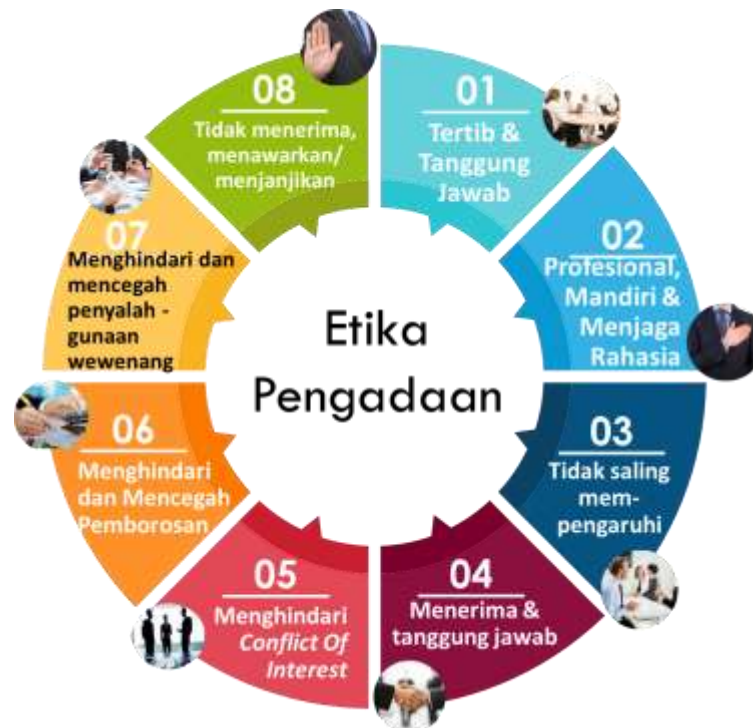 Etika
Pengadaan
01
Tertib &
Tanggung
Jawab
02
Profesional,
Mandiri &
Menjaga
Rahasia
03
Tidak saling
mem-
pengaruhi
04
Menerima &
tanggung jawab
05
Menghindari
Conflict Of
Interest
06
Menghindari
dan Mencegah
Pemborosan
07
Menghindari dan
mencegah
penyalah -
gunaan
wewenang
08
Tidak menerima,
menawarkan/
menjanjikan